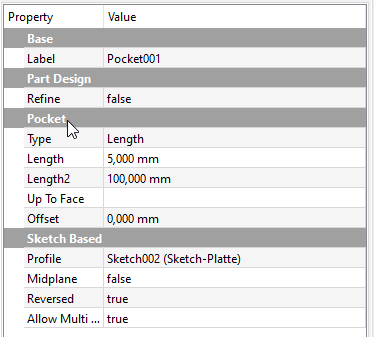 Property Value
Base
Label Pocket001
Part Design
Refine false
Pocket
Type Length
Length 5,000 mm
Length2 100,000 mm
Up To Face
Offset 0,000 mm
Sketch Based
Profile Sketch002 (Sketch-Platte)
Midplane false
Reversed true
Allow Multi ... true